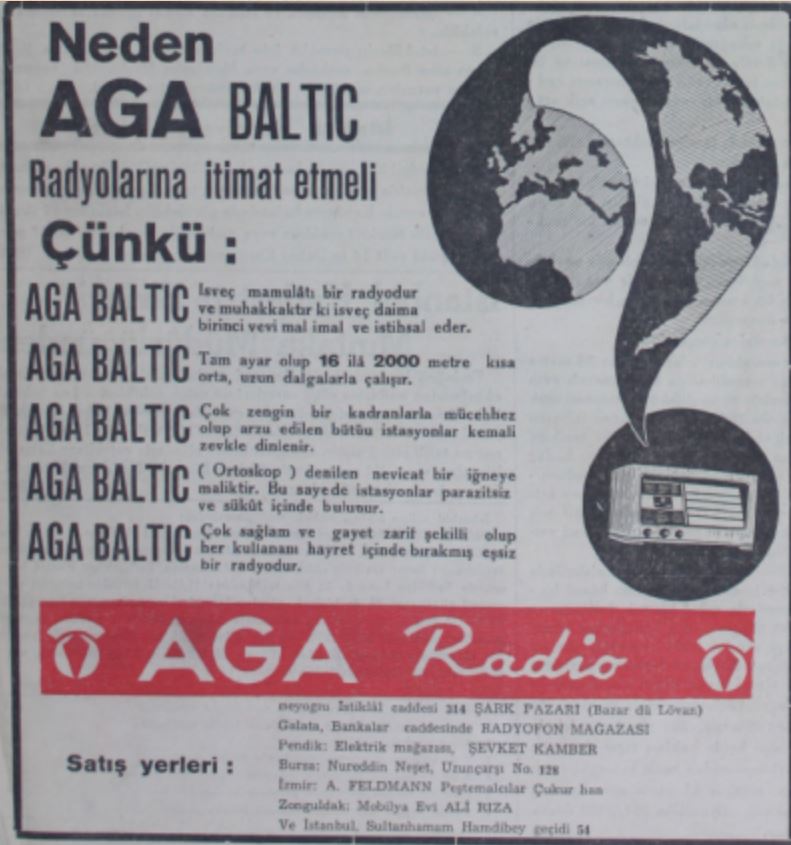 Neden
AGA BALTIC
Radyolarına itimat etmeli
Çünkü :
AGA BALTIC
İsveç mamulâtı bir radyodur
ve muhakkaktır ki isveç daima
birinci nevi mal imal ve istihsal eder.
AGA BALTIC
Tam ayar olup 16 ilâ 2000 metre kısa
orta, uzun dalgalarla çalışır.
AGA BALTIC
Çok zengin bir kadranlarla mücehhez
olup arzu edilen bütüu istasyonlar kemali
zevkle dinlenir.
AGA BALTIC
( Ortoskop ) denilen nevicat bir iğneye
maliktir. Bu sayede istasyonlar parazitsiz
ve sükût içinde bulunur.
AGA BALTIC
Çok sağlam ve gayet zarif şekilli olup
her kullananı hayret içinde bırakmış eşsiz
bir radyodur.
AGA Radio
Satış yerleri :
Beyoğlu İstiklâl caddesi 314 ŞARK PAZARI (Bazar dü Lövan)
Galata, Bankalar caddesinde RADYOFON MAGAZASI
Pendik: Elektrik mağazası, ŞEVKET KAMBER
Bursa: Nureddin Neşet, Uzunçarşı No. 128
İzmir: A. FELDMANN Peştemalcılar Çukur han
Zonguldak: Mobilya Evi ALİ RIZA
Ve İstanbul, Sultanhamam Hamdibey geçidi 54